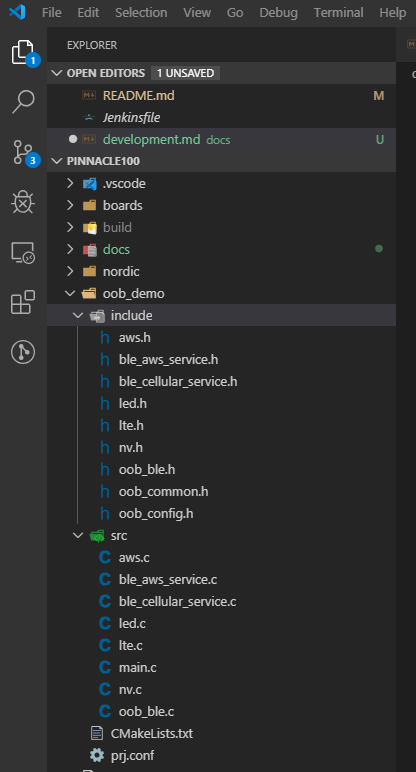 File Edit Selection View Go Debug Terminal Help
EXPLORER
OPEN EDITORS 1 UNSAVED
README.md M
Jenkinsfile
development.md docs U
PINNACLE100
.vscode
boards
build
docs
nordic
oob_demo
include
h aws.h
h ble_aws_service.h
h ble_cellular_service.h
h led.h
h lte.h
h nv.h
h oob_ble.h
h oob_common.h
h oob_config.h
src
C aws.c
C ble_aws_service.c
C ble_cellular_service.c
C led.c
C lte.c
C main.c
C nv.c
C oob_ble.c
CMakeLists.txt
prj.conf
1
3